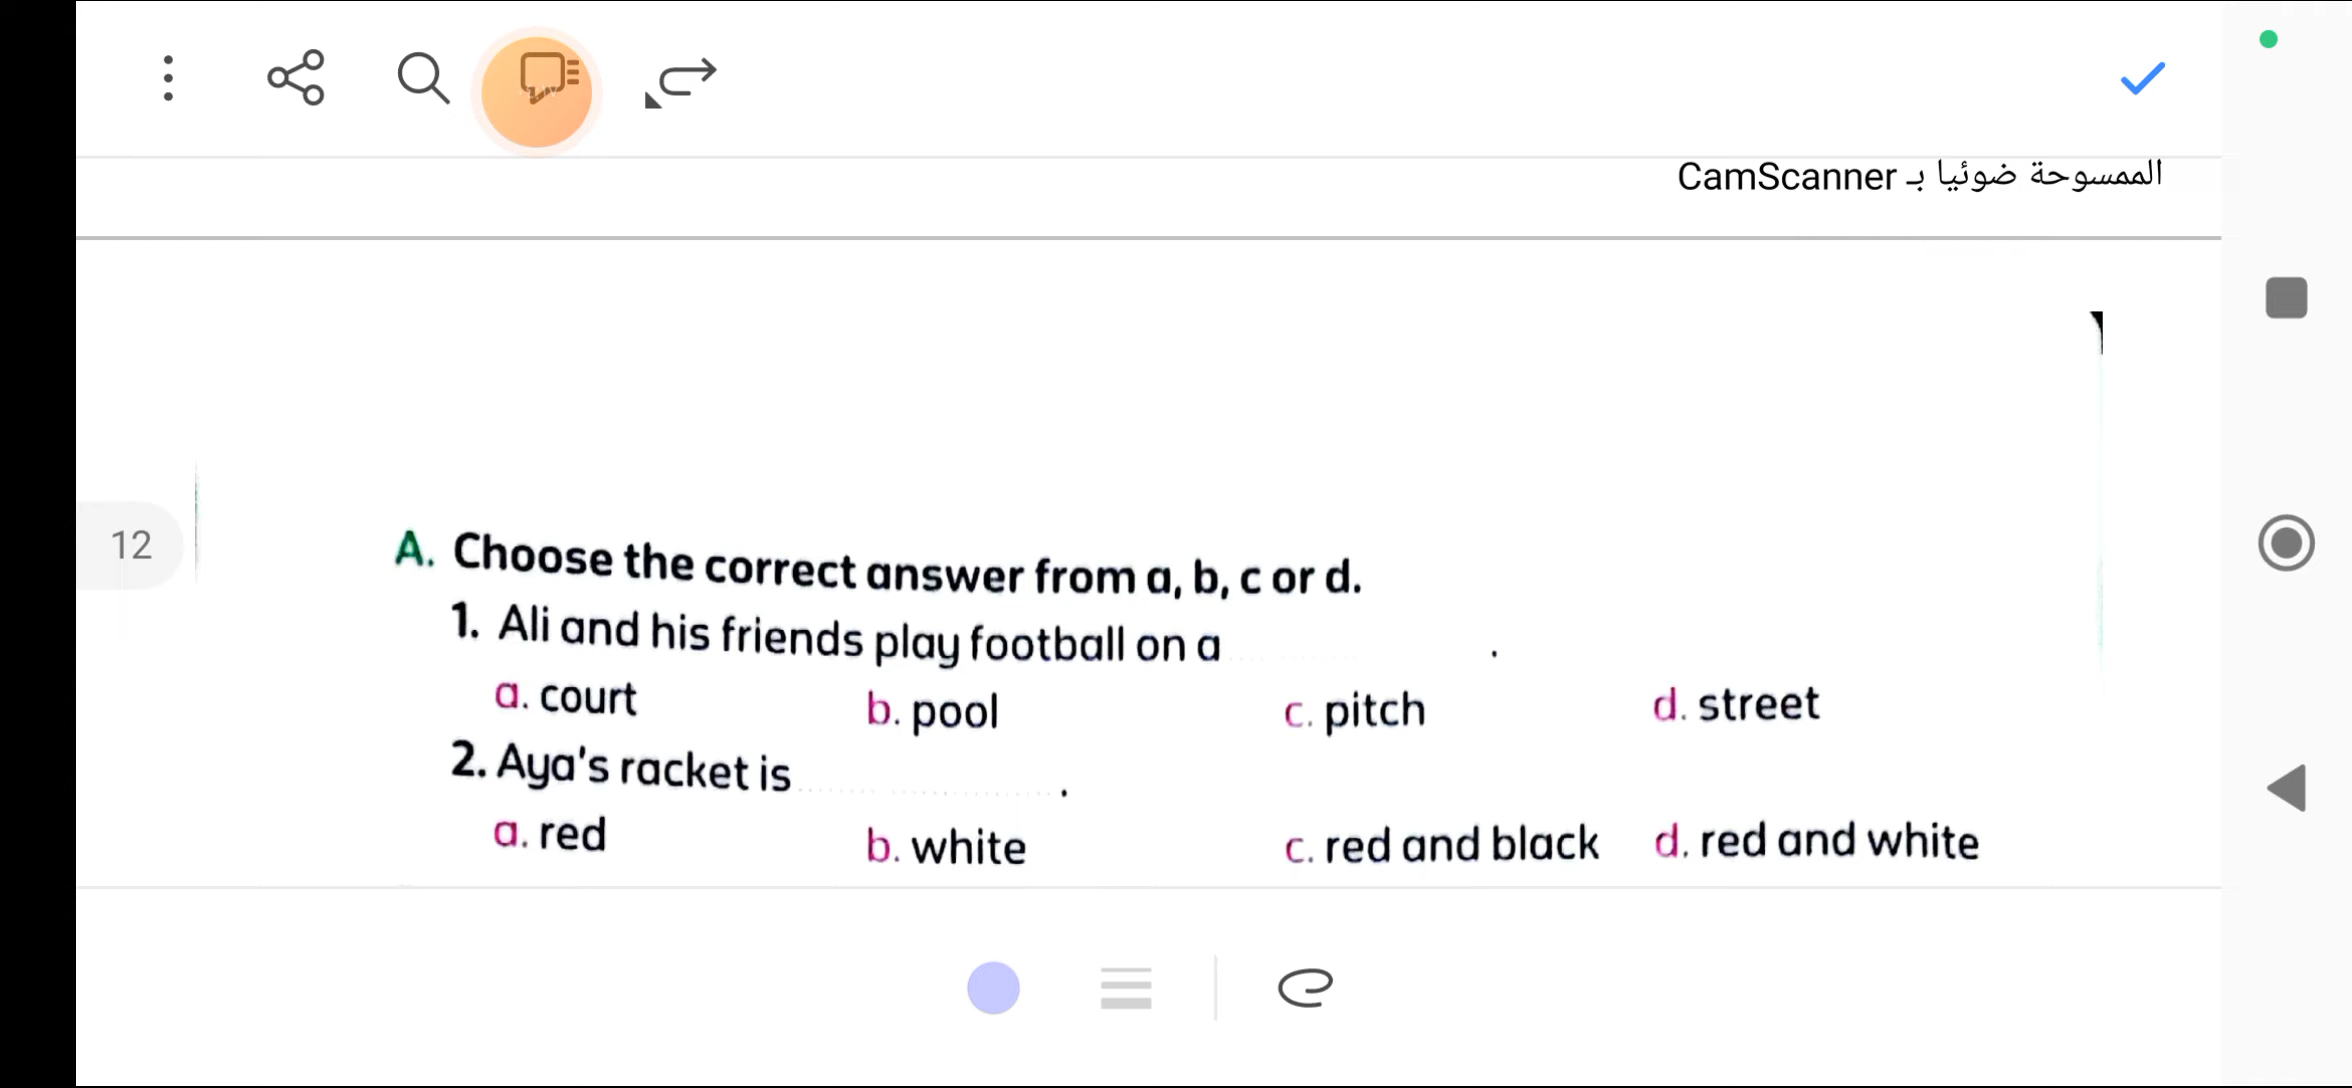 الممسوحة ضوئيا بـ CamScanner
12
A. Choose the correct answer from a, b, c or d.
1. Ali and his friends play football on a .
a. court b. pool c. pitch d. street
2. Aya's racket is .
a. red b. white c. red and black d. red and white